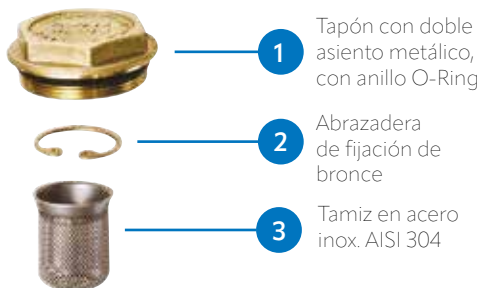 1
Tapón con doble
asiento metálico,
con anillo O-Ring
2
Abrazadera
de fijación de
bronce
3
Tamiz en acero
inox. AISI 304